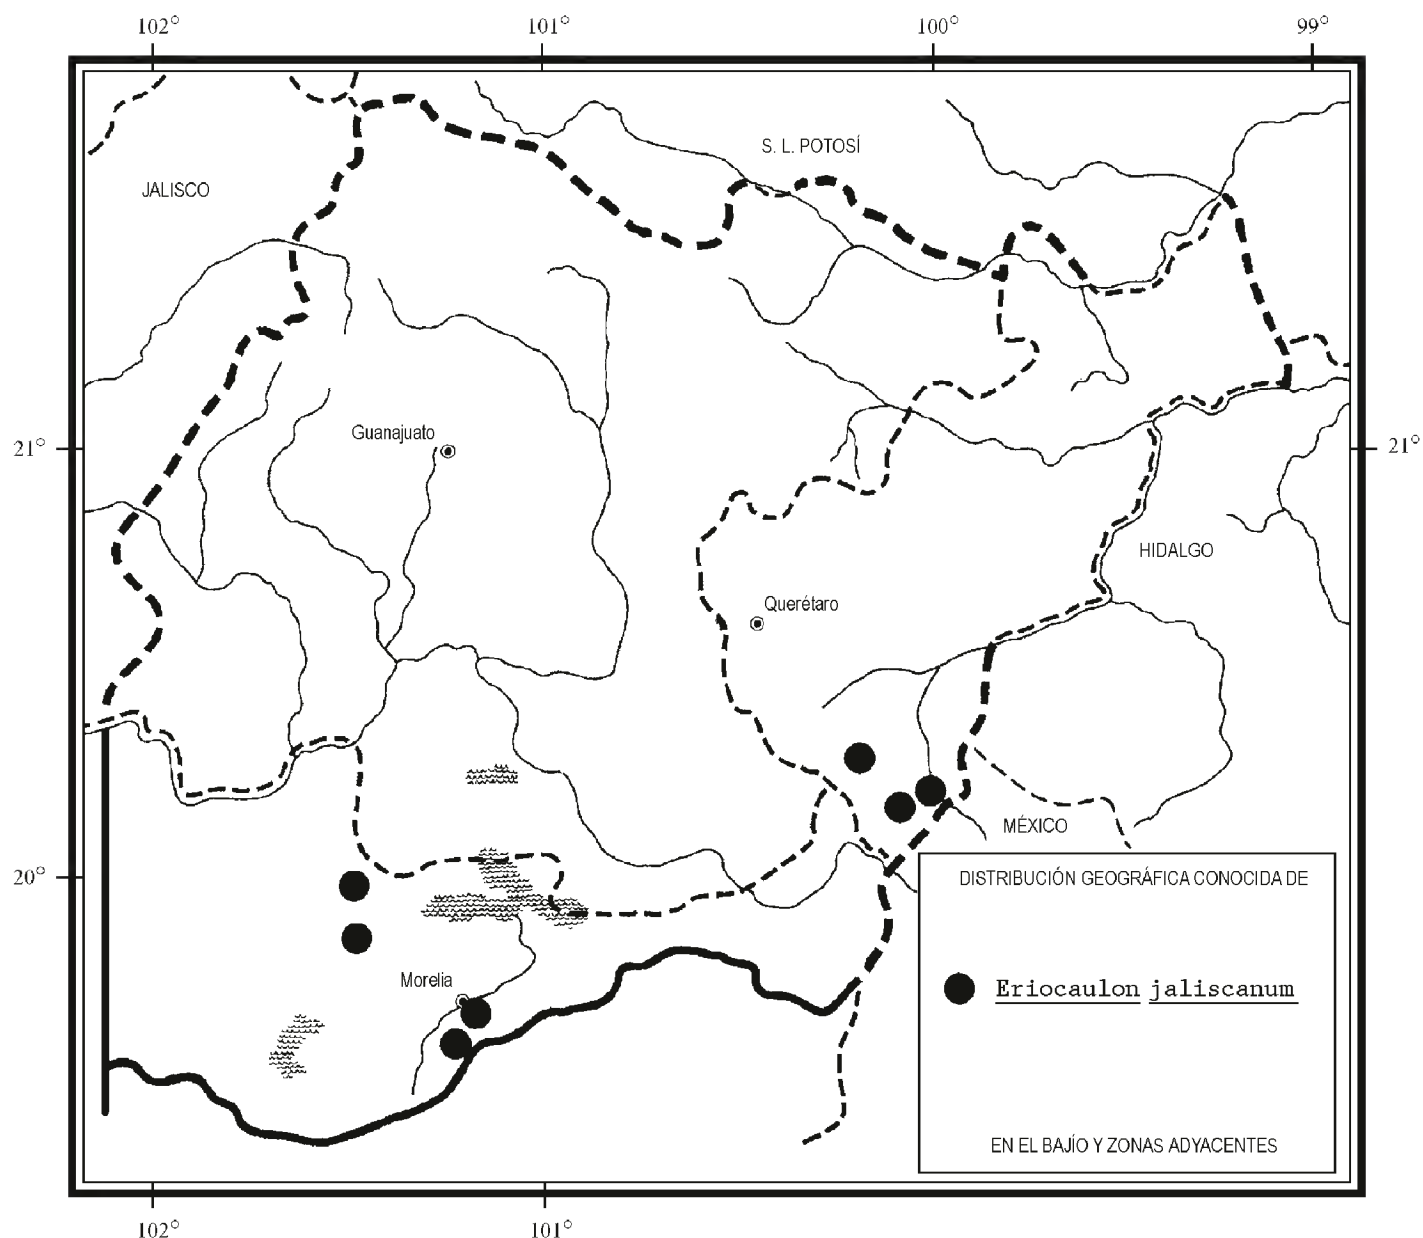 102° 101° 100° 99°
S. L. POTOSÍ
JALISCO
Guanajuato
21° 21°
HIDALGO
Querétaro
MÉXICO
20°
DISTRIBUCIÓN GEOGRÁFICA CONOCIDA DE
Morelia
Eriocaulon jaliscanum
EN EL BAJÍO Y ZONAS ADYACENTES
102° 101°